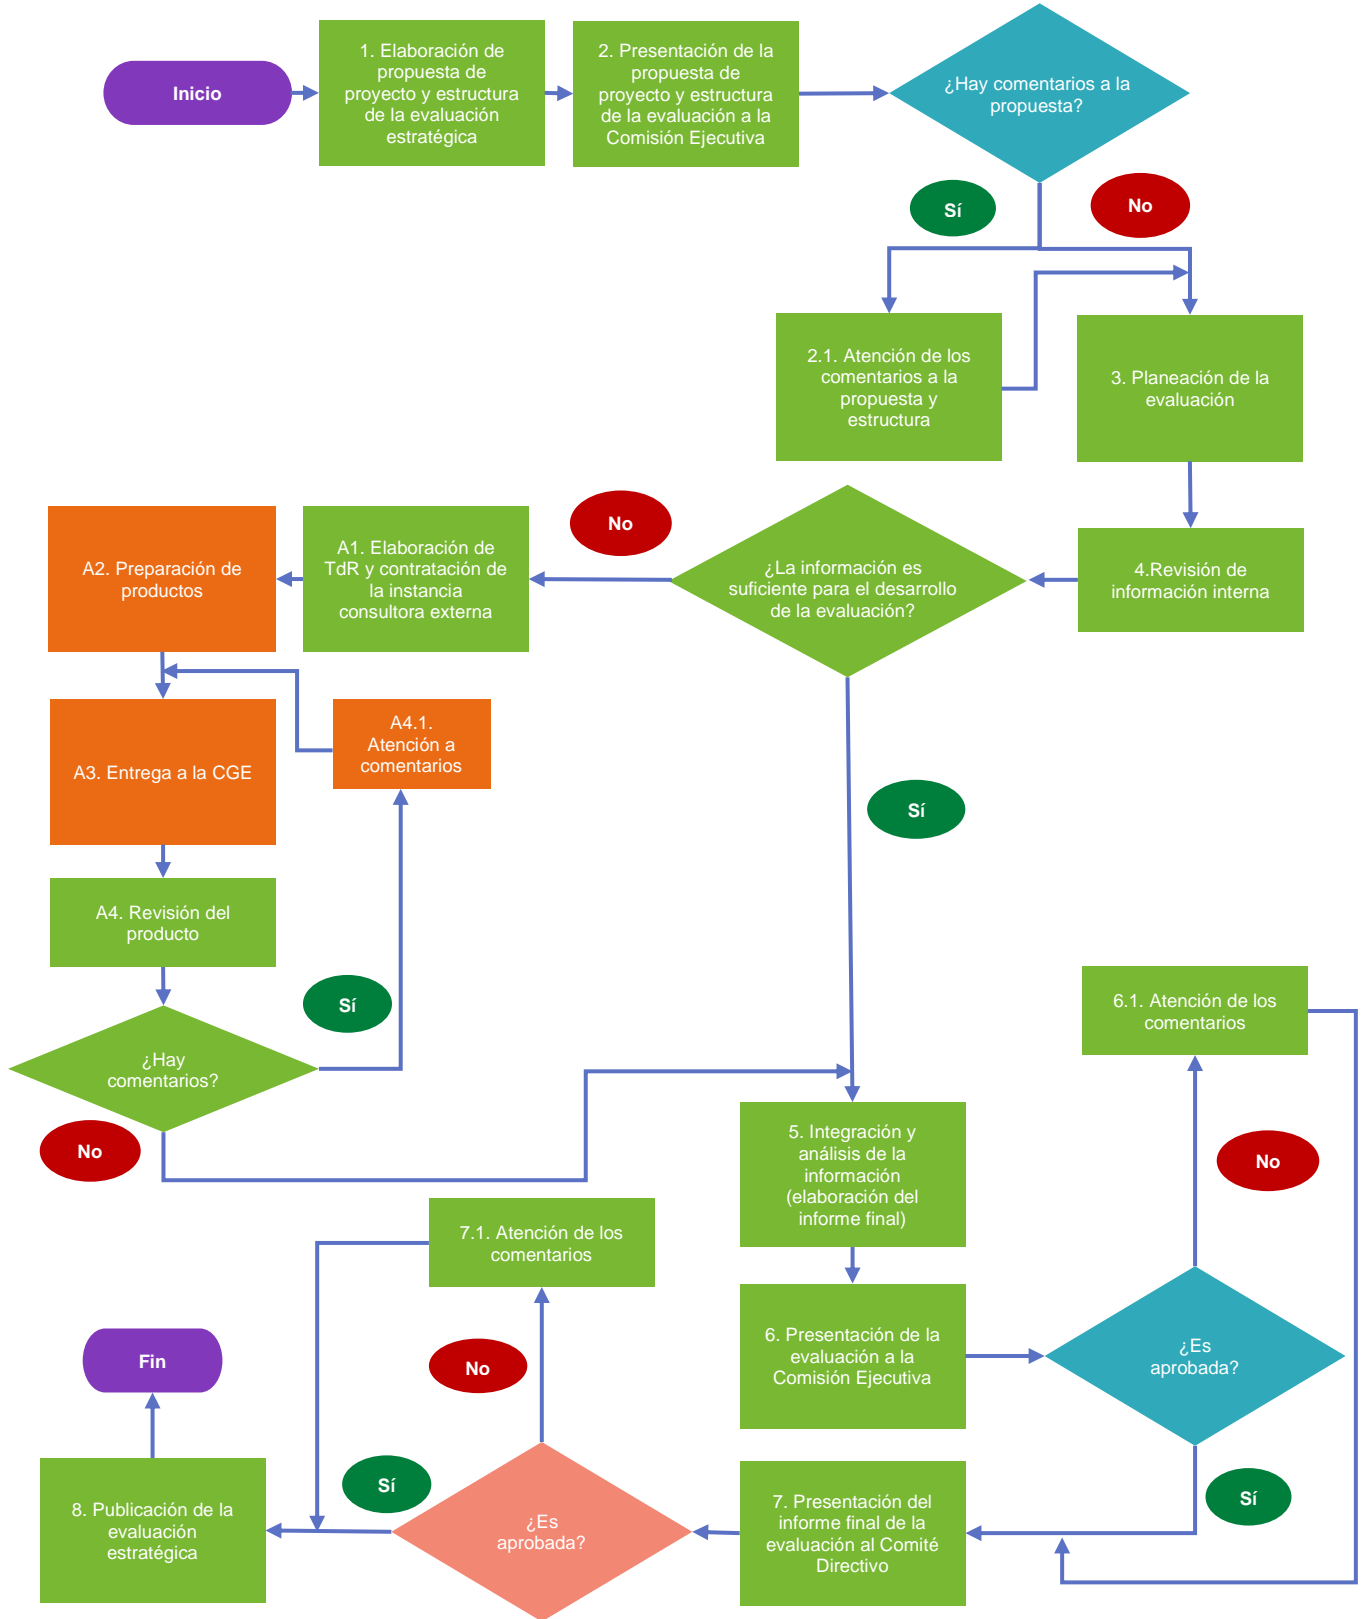 Inicio
1. Elaboración de
propuesta de
proyecto y estructura
de la evaluación
estratégica
2. Presentación de la
propuesta de
proyecto y estructura
de la evaluación a la
Comisión Ejecutiva
¿Hay comentarios a la
propuesta?
Sí
No
2.1. Atención de los
comentarios a la
propuesta y
estructura
3. Planeación de la
evaluación
4.Revisión de
información interna
¿La información es
suficiente para el desarrollo
de la evaluación?
No
A1. Elaboración de
TdR y contratación de
la instancia
consultora externa
A2. Preparación de
productos
A3. Entrega a la CGE
A4.1.
Atención a
comentarios
Sí
A4. Revisión del
producto
Sí
¿Hay
comentarios?
No
6.1. Atención de los
comentarios
5. Integración y
análisis de la
información
(elaboración del
informe final)
No
7.1. Atención de los
comentarios
6. Presentación de la
evaluación a la
Comisión Ejecutiva
¿Es
aprobada?
Fin
No
Sí
Sí
8. Publicación de la
evaluación
estratégica
¿Es
aprobada?
7. Presentación del
informe final de la
evaluación al Comité
Directivo